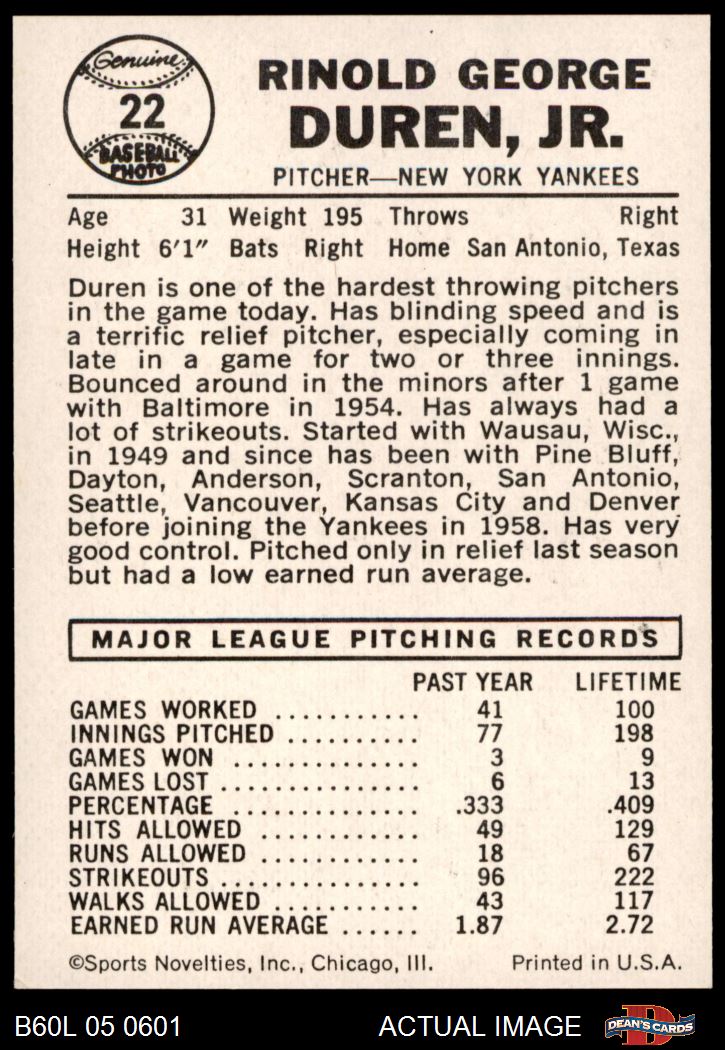 Genuine
22
BASEBALL
PHOTO
RINOLD GEORGE
DUREN, JR.
PITCHER—NEW YORK YANKEES
Age 31 Weight 195 Throws Right
Height 6'1" Bats Right Home San Antonio, Texas
Duren is one of the hardest throwing pitchers
in the game today. Has blinding speed and is
a terrific relief pitcher, especially coming in
late in a game for two or three innings.
Bounced around in the minors after 1 game
with Baltimore in 1954. Has always had a
lot of strikeouts. Started with Wausau, Wisc.,
in 1949 and since has been with Pine Bluff,
Dayton, Anderson, Scranton, San Antonio,
Seattle, Vancouver, Kansas City and Denver
before joining the Yankees in 1958. Has very
good control. Pitched only in relief last season
but had a low earned run average.
MAJOR LEAGUE PITCHING RECORDS
PAST YEAR LIFETIME
GAMES WORKED ............ 41 100
INNINGS PITCHED .......... 77 198
GAMES WON .............. 3 9
GAMES LOST ............... 6 13
PERCENTAGE .............. .333 .409
HITS ALLOWED ............ 49 129
RUNS ALLOWED ............ 18 67
STRIKEOUTS ............... 96 222
WALKS ALLOWED ........... 43 117
EARNED RUN AVERAGE ...... 1.87 2.72
©Sports Novelties, Inc., Chicago, Ill. Printed in U.S.A.
B60L 05 0601 ACTUAL IMAGE D DEAN'S CARDS